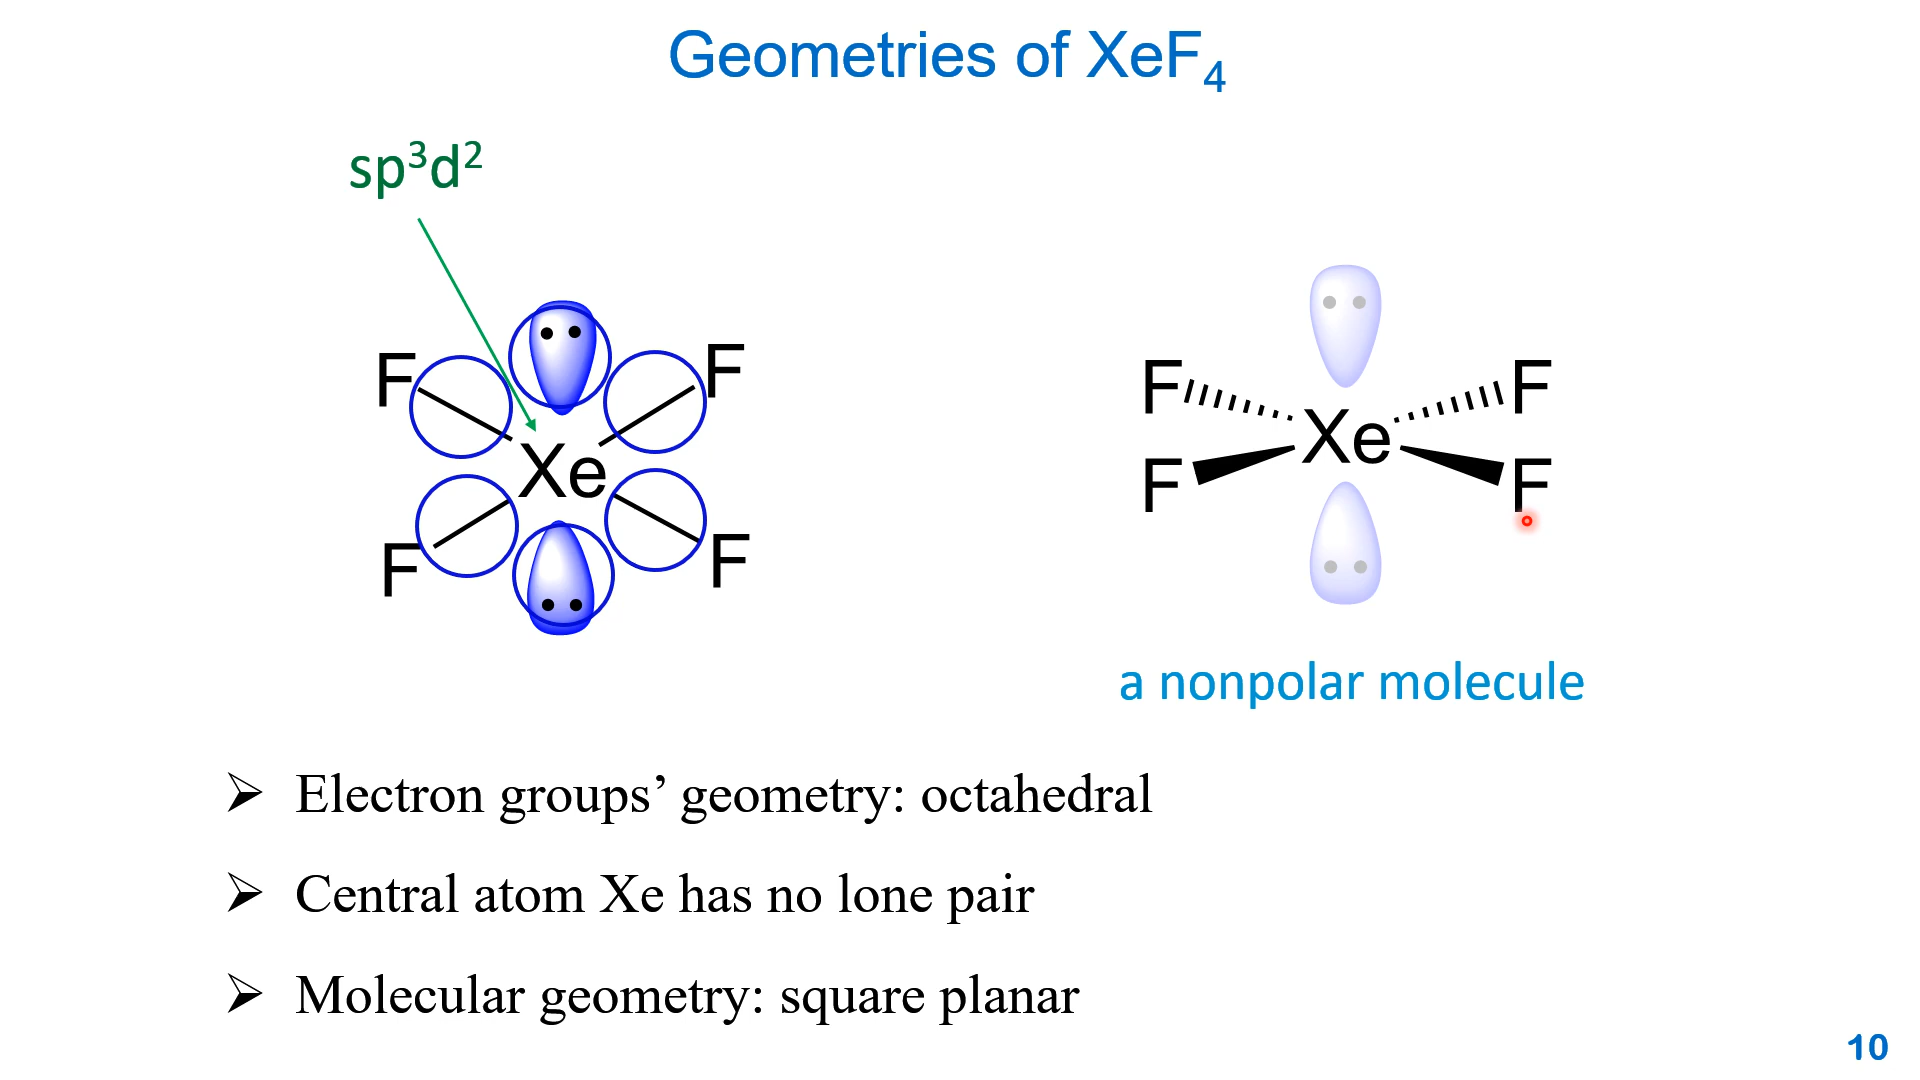 Geometries of XeF₄
sp³d²
F F
Xe
F F
F F
Xe
F F
a nonpolar molecule
➢ Electron groups’ geometry: octahedral
➢ Central atom Xe has no lone pair
➢ Molecular geometry: square planar
10